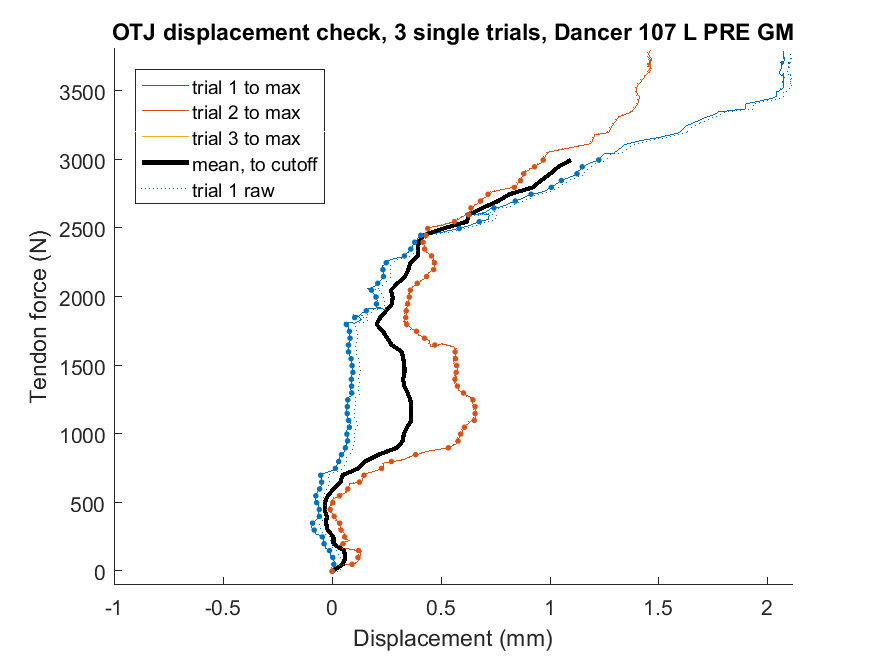 OTJ displacement check, 3 single trials, Dancer 107 L PRE GM
trial 1 to max
trial 2 to max
trial 3 to max
mean, to cutoff
trial 1 raw
3500
3000
2500
2000
1500
1000
500
0
Tendon force (N)
-1
-0.5
0
0.5
1
1.5
2
Displacement (mm)